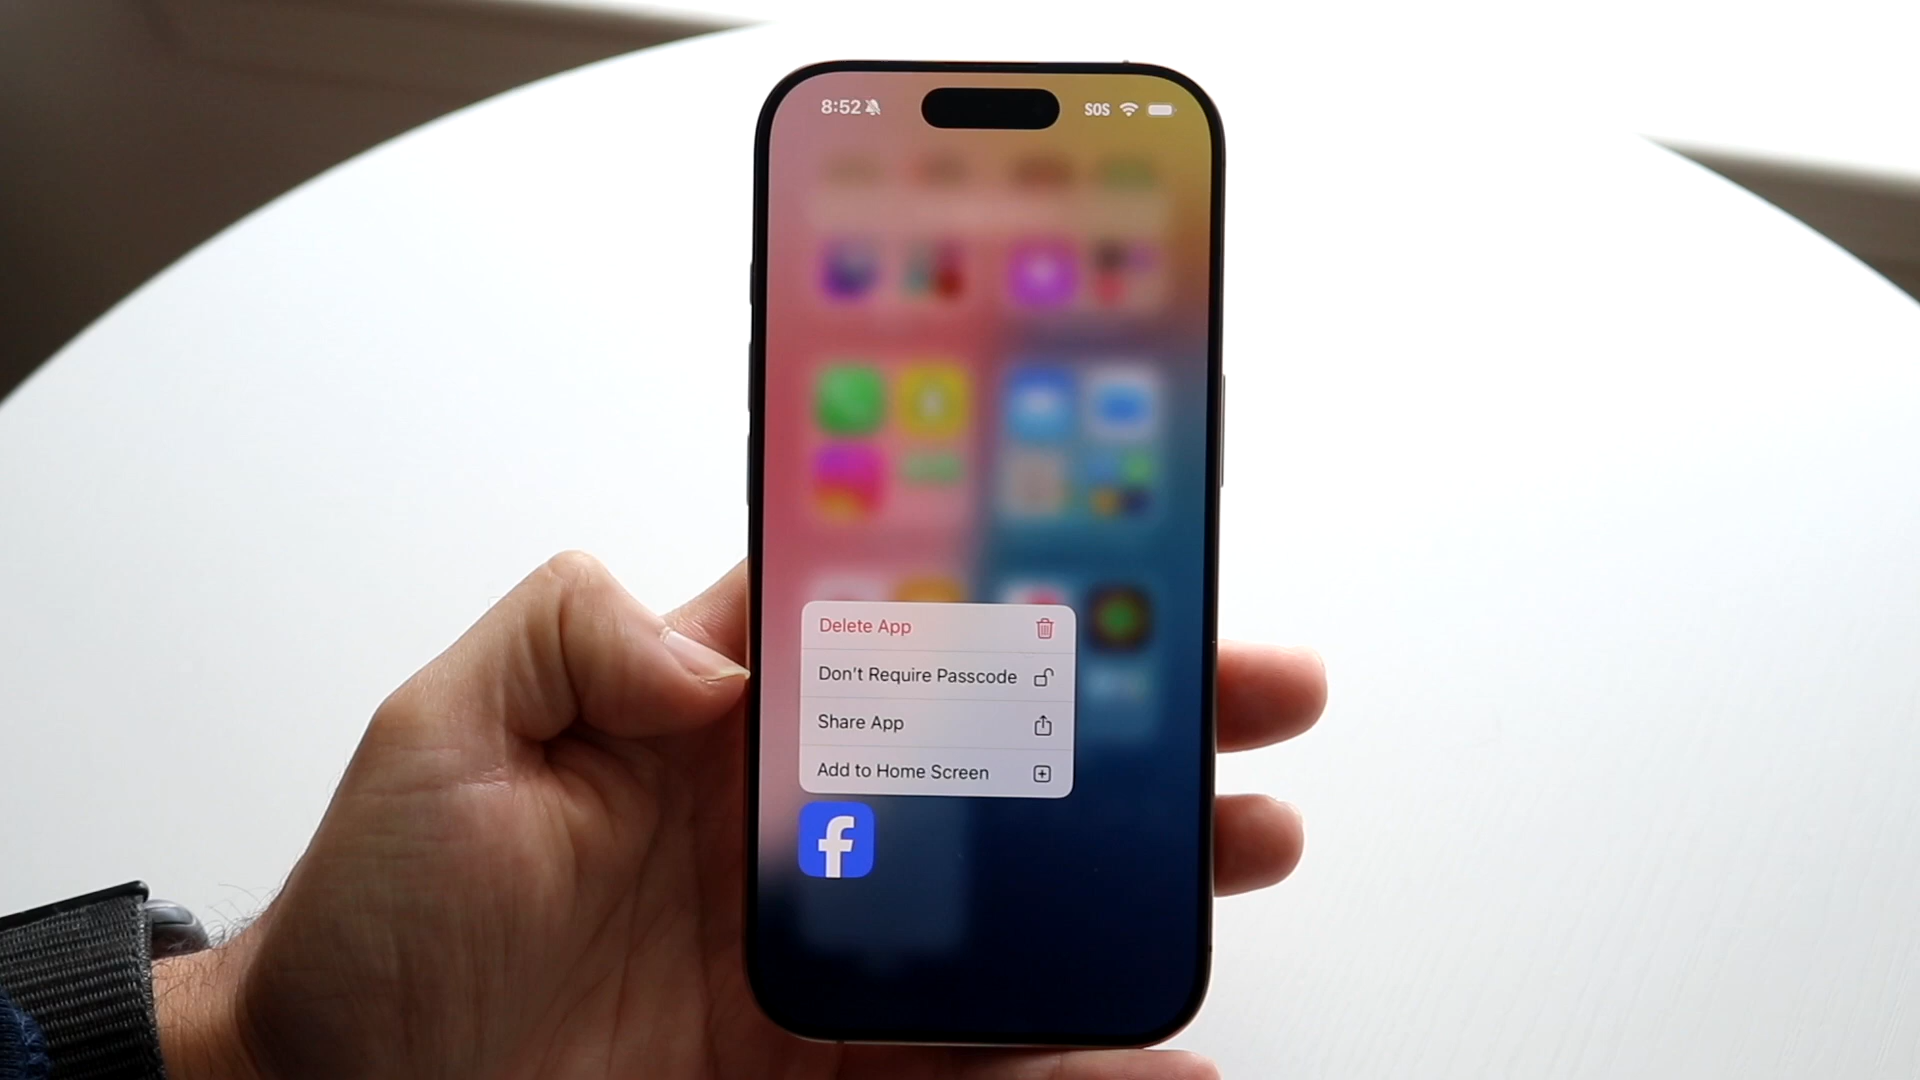 8:52 SOS
Delete App
Don't Require Passcode
Share App
Add to Home Screen
f